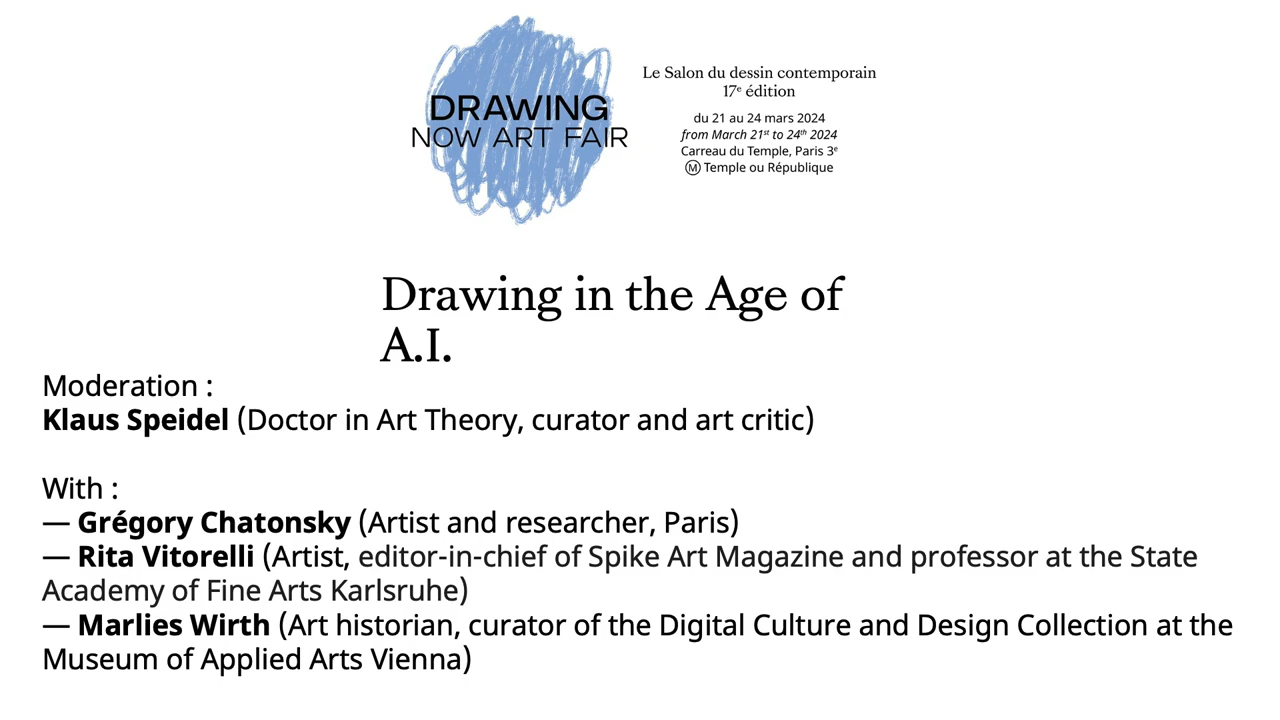 DRAWING
NOW ART FAIR
Le Salon du dessin contemporain
17e édition
du 21 au 24 mars 2024
from March 21st to 24th 2024
Carreau du Temple, Paris 3e
Ⓜ Temple ou République
Drawing in the Age of
A.I.
Moderation :
Klaus Speidel (Doctor in Art Theory, curator and art critic)
With :
— Grégory Chatonsky (Artist and researcher, Paris)
— Rita Vitorelli (Artist, editor-in-chief of Spike Art Magazine and professor at the State
Academy of Fine Arts Karlsruhe)
— Marlies Wirth (Art historian, curator of the Digital Culture and Design Collection at the
Museum of Applied Arts Vienna)